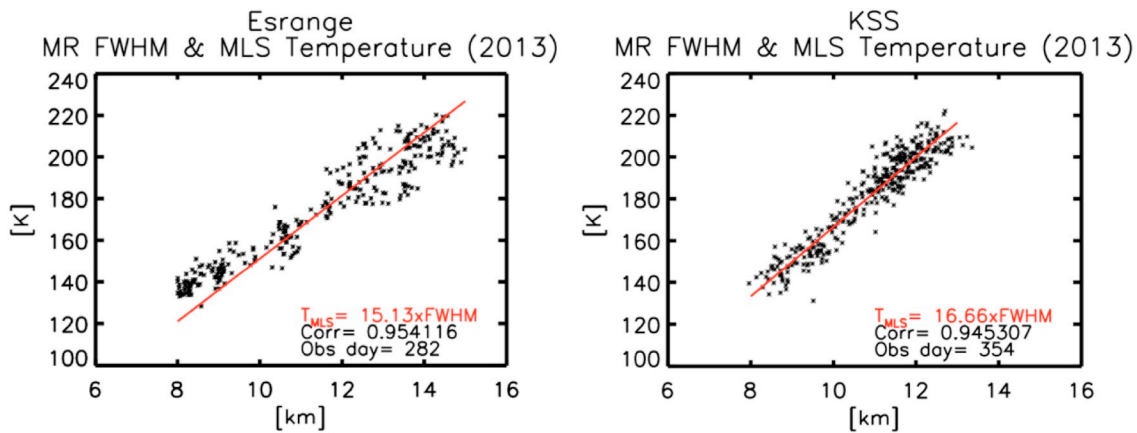 Esrange
MR FWHM & MLS Temperature (2013)
240
220
200
180
160
140
120
100
[K]
T_MLS= 15.13xFWHM
Corr= 0.954116
Obs day= 282
6
8
10
12
14
16
[km]
KSS
MR FWHM & MLS Temperature (2013)
240
220
200
180
160
140
120
100
[K]
T_MLS= 16.66xFWHM
Corr= 0.945307
Obs day= 354
6
8
10
12
14
16
[km]